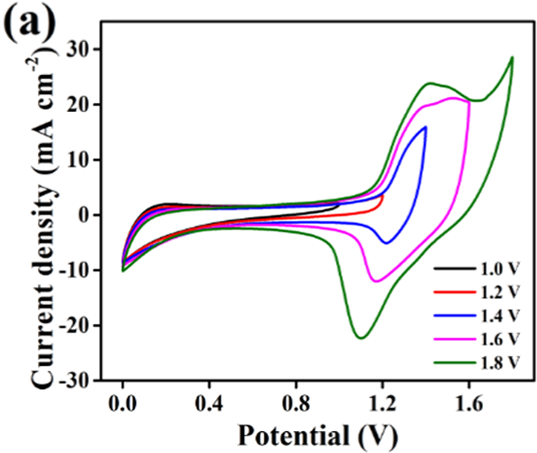 (a)
Current density (mA cm-2)
30
20
10
0
-10
-20
-30
1.0 V
1.2 V
1.4 V
1.6 V
1.8 V
0.0 0.4 0.8 1.2 1.6
Potential (V)